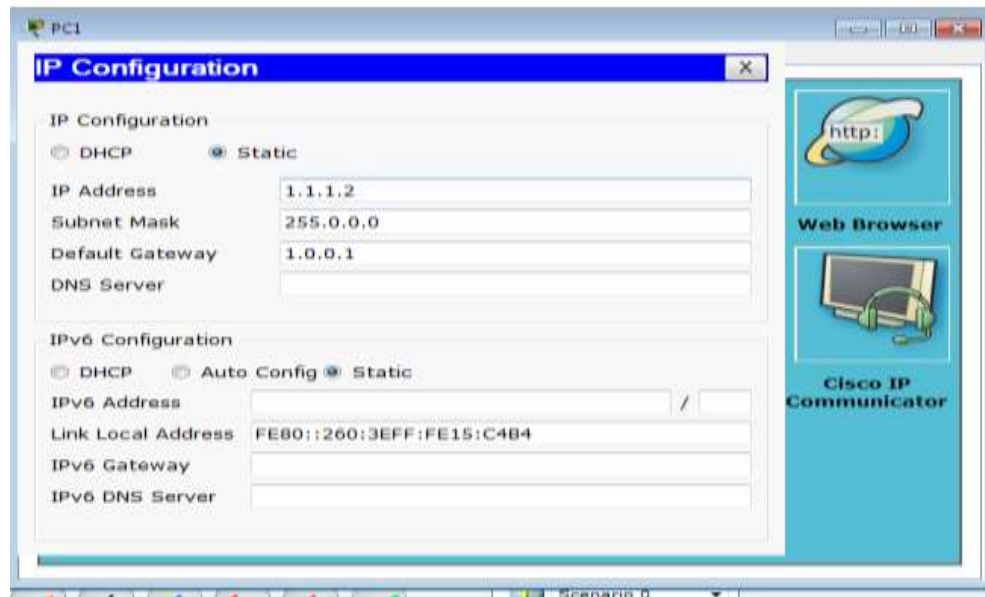 PC1
IP Configuration
X
IP Configuration
DHCP Static
IP Address 1.1.1.2
Subnet Mask 255.0.0.0
Default Gateway 1.0.0.1
DNS Server
IPv6 Configuration
DHCP Auto Config Static
IPv6 Address /
Link Local Address FE80::260:3EFF:FE15:C4B4
IPv6 Gateway
IPv6 DNS Server
http:
Web Browser
Cisco IP
Communicator
Scenario 0